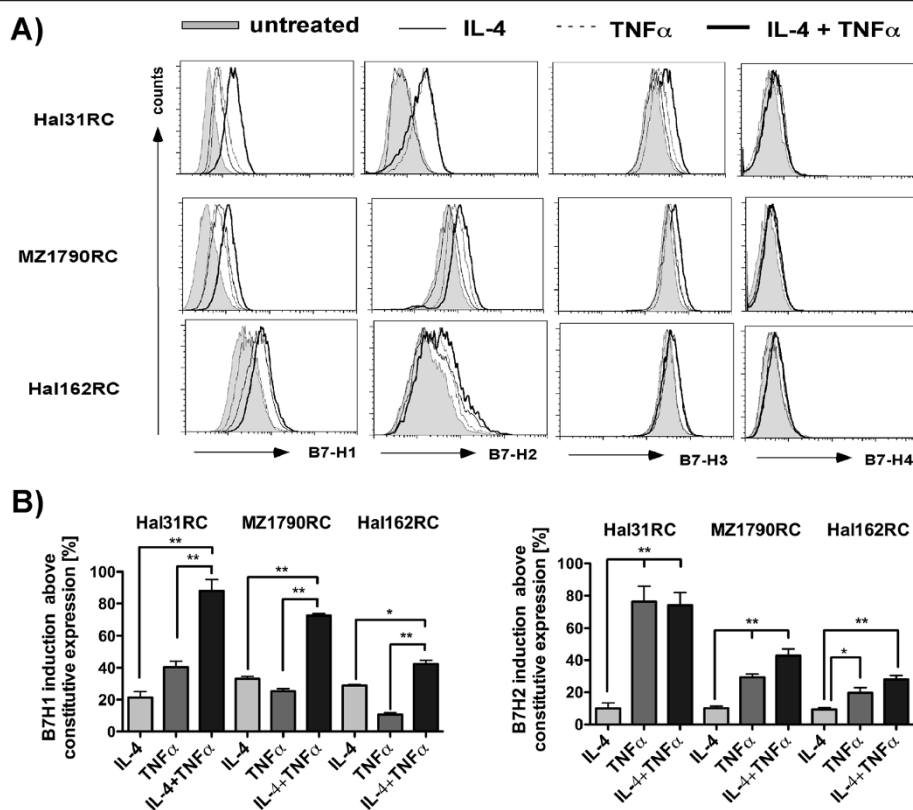 A)
untreated IL-4 TNFα IL-4 + TNFα
counts
Hal31RC
MZ1790RC
Hal162RC
B7-H1 B7-H2 B7-H3 B7-H4
B)
Hal31RC MZ1790RC Hal162RC
B7H1 induction above
constitutive expression [%]
100
80
60
40
20
0
** ** ** ** * **
IL-4 TNFα IL-4+TNFα IL-4 TNFα IL-4+TNFα IL-4 TNFα IL-4+TNFα
Hal31RC MZ1790RC Hal162RC
B7H2 induction above
constitutive expression [%]
100
80
60
40
20
0
** ** * **
IL-4 TNFα IL-4+TNFα IL-4 TNFα IL-4+TNFα IL-4 TNFα IL-4+TNFα